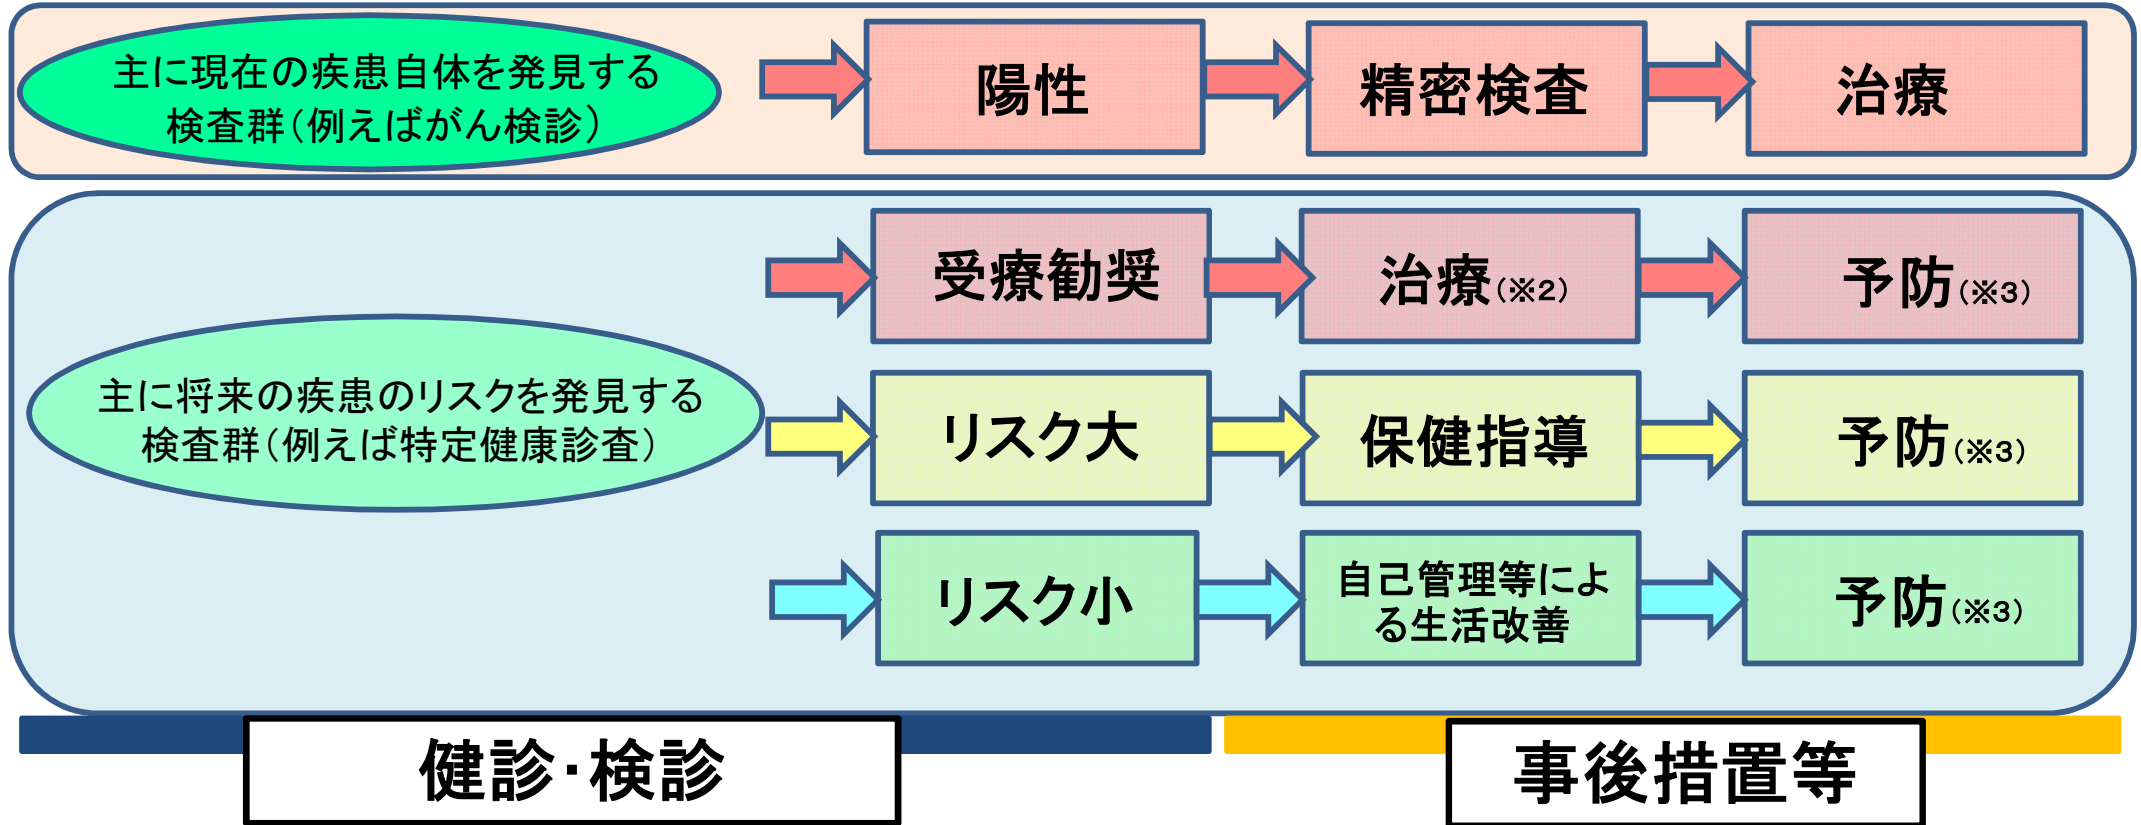 主に現在の疾患自体を発見する
検査群（例えばがん検診）
陽性
精密検査
治療
受療勧奨
治療（※2）
予防（※3）
主に将来の疾患のリスクを発見する
検査群（例えば特定健康診査）
リスク大
保健指導
予防（※3）
リスク小
自己管理等によ
る生活改善
予防（※3）
健診・検診
事後措置等